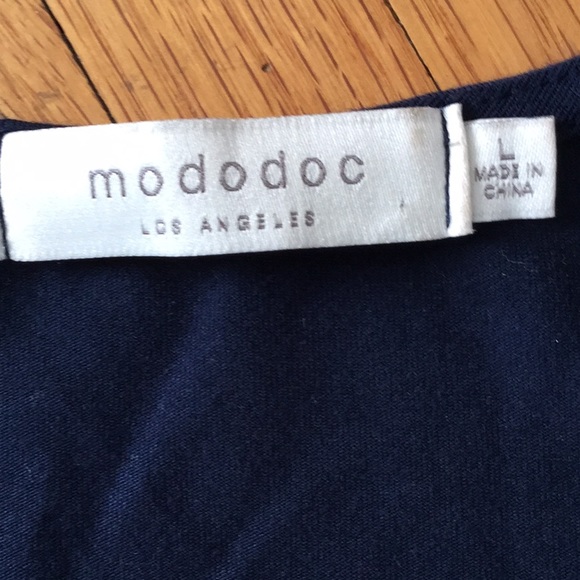 mododoc
LOS ANGELES
L
MADE IN
CHINA